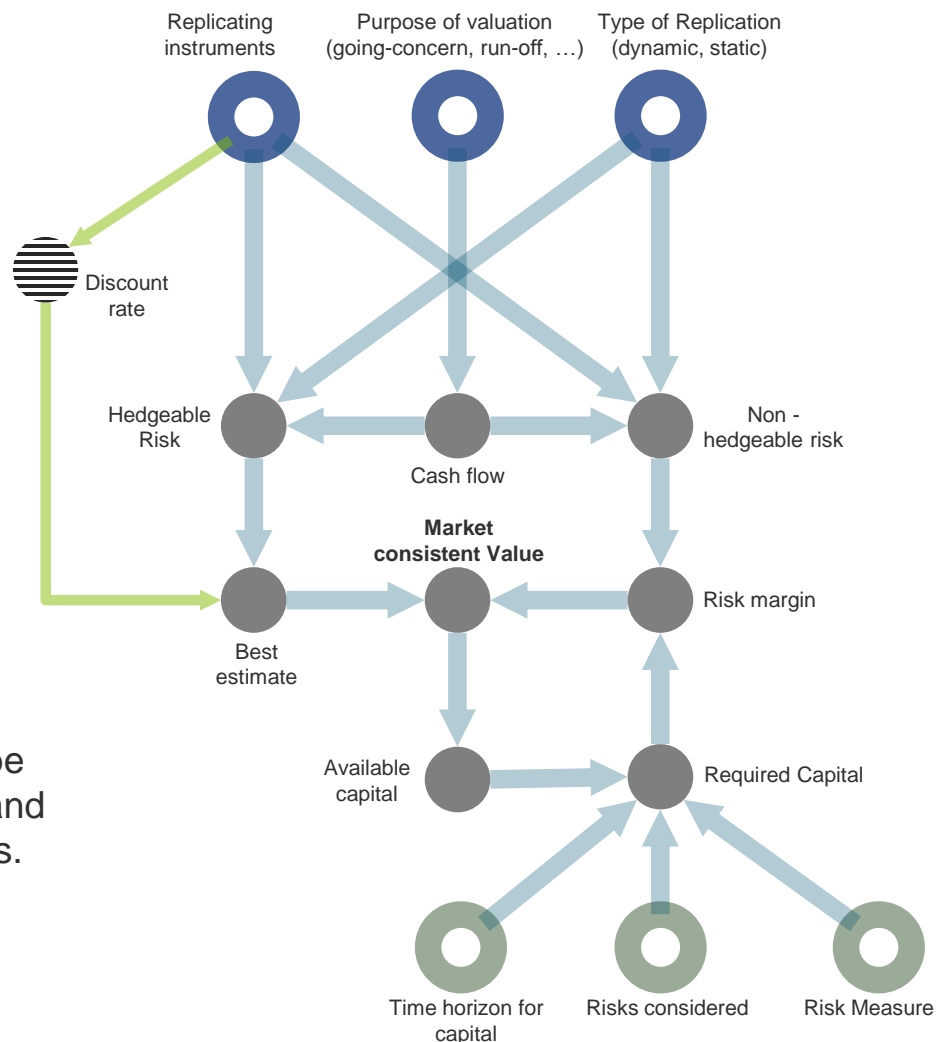 Replicating
instruments
Purpose of valuation
(going-concern, run-off, …)
Type of Replication
(dynamic, static)
Discount
rate
Hedgeable
Risk
Cash flow
Non -
hedgeable risk
Market
consistent Value
Best
estimate
Risk margin
Available
capital
Required Capital
and
s.
Time horizon for
capital
Risks considered
Risk Measure